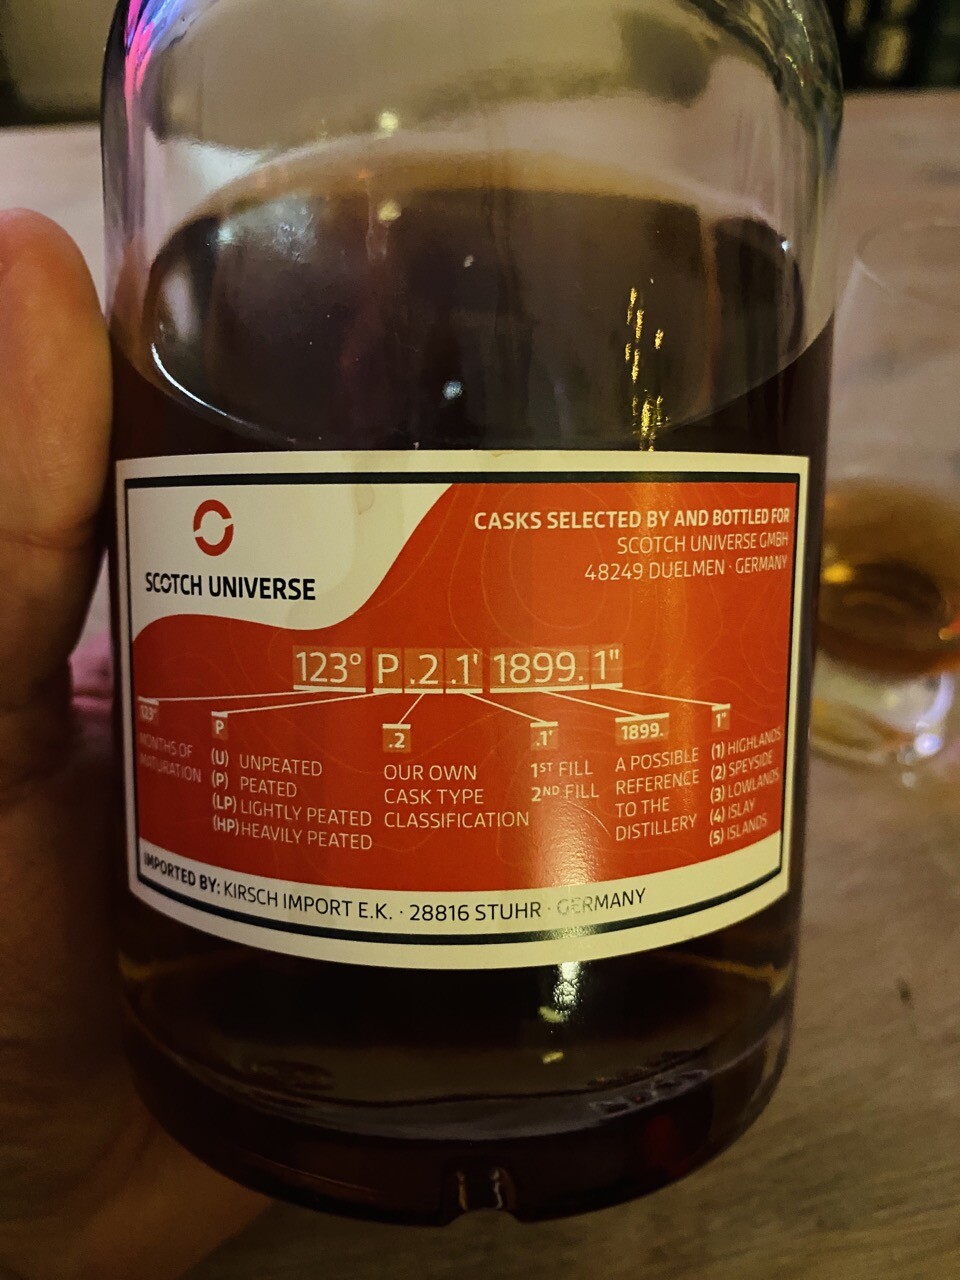 SCOTCH UNIVERSE
CASKS SELECTED BY AND BOTTLED FOR
SCOTCH UNIVERSE GMBH
48249 DUELMEN · GERMANY
123° P .2 .1' 1899. 1"
123°
MONTHS OF
MATURATION
P
(U) UNPEATED
(P) PEATED
(LP) LIGHTLY PEATED
(HP) HEAVILY PEATED
.2
OUR OWN
CASK TYPE
CLASSIFICATION
.1'
1ST FILL
2ND FILL
1899.
A POSSIBLE
REFERENCE
TO THE
DISTILLERY
1"
(1) HIGHLANDS
(2) SPEYSIDE
(3) LOWLANDS
(4) ISLAY
(5) ISLANDS
IMPORTED BY: KIRSCH IMPORT E.K. · 28816 STUHR · GERMANY